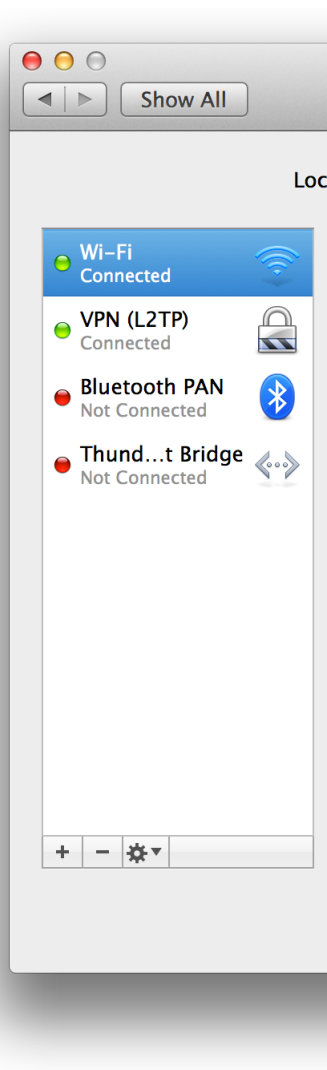 Show All
Loc
Wi-Fi
Connected
VPN (L2TP)
Connected
Bluetooth PAN
Not Connected
Thund...t Bridge
Not Connected